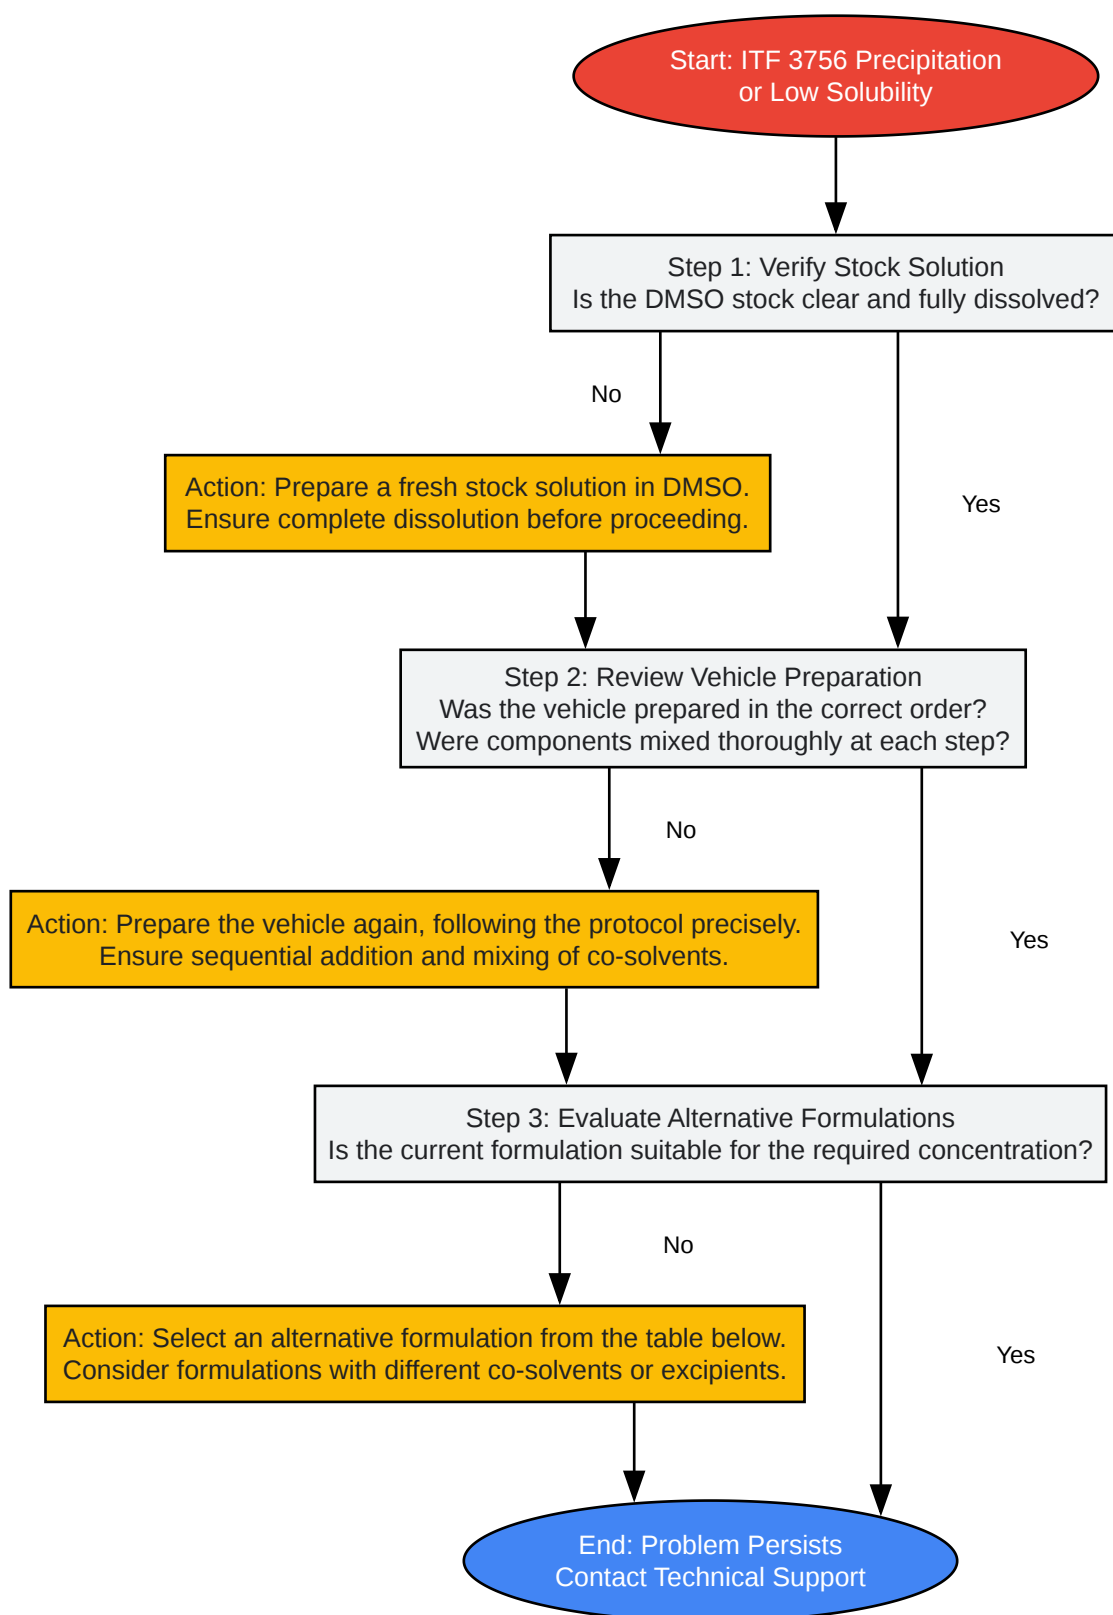 Start: ITF 3756 Precipitation
or Low Solubility
Step 1: Verify Stock Solution
Is the DMSO stock clear and fully dissolved?
No
Action: Prepare a fresh stock solution in DMSO.
Ensure complete dissolution before proceeding.
Yes
Step 2: Review Vehicle Preparation
Was the vehicle prepared in the correct order?
Were components mixed thoroughly at each step?
No
Action: Prepare the vehicle again, following the protocol precisely.
Ensure sequential addition and mixing of co-solvents.
Yes
Step 3: Evaluate Alternative Formulations
Is the current formulation suitable for the required concentration?
No
Action: Select an alternative formulation from the table below.
Consider formulations with different co-solvents or excipients.
Yes
End: Problem Persists
Contact Technical Support